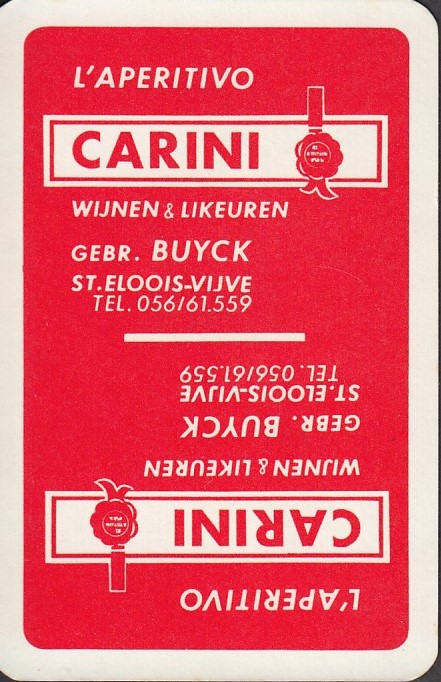 L'APERITIVO
CARINI
WIJNEN & LIKEUREN
GEBR. BUYCK
ST.ELOOIS-VIJVE
TEL. 056/61.559
TEL. 056/61.559
ST.ELOOIS-VIJVE
GEBR. BUYCK
WIJNEN & LIKEUREN
CARINI
L'APERITIVO